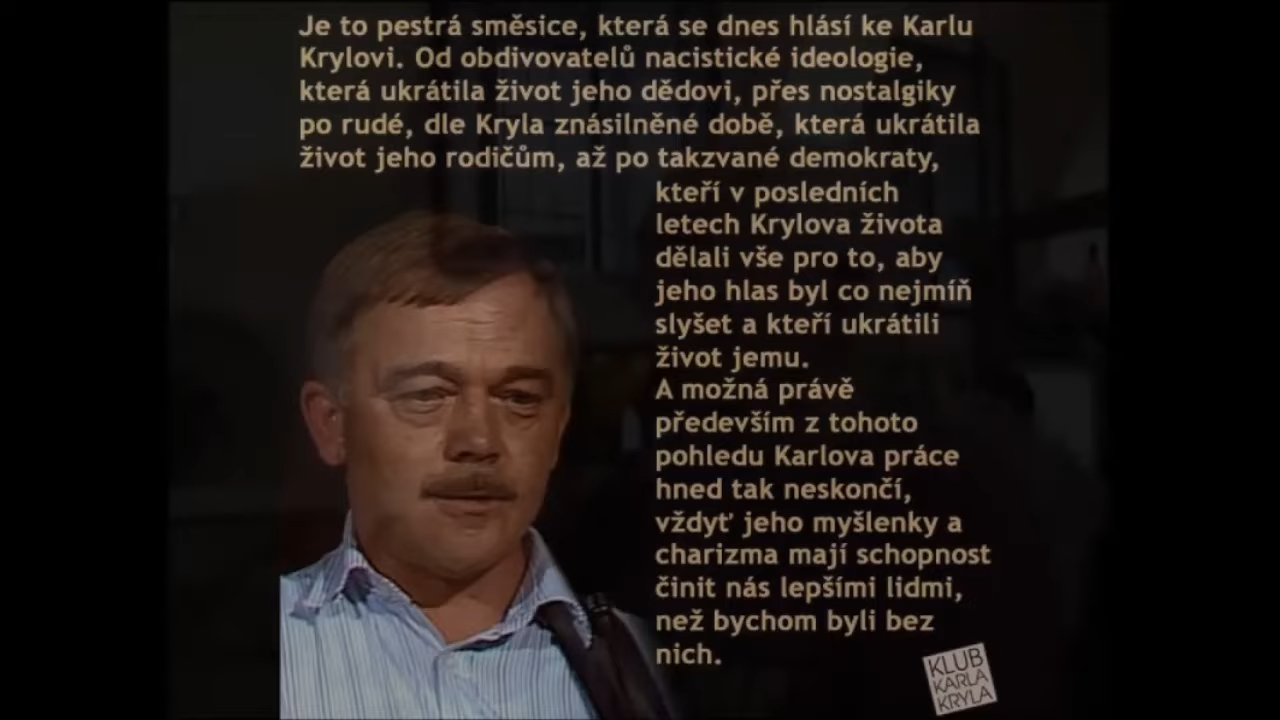 Je to pestrá směsice, která se dnes hlásí ke Karlu
Krylovi. Od obdivovatelů nacistické ideologie,
která ukrátila život jeho dědovi, přes nostalgiky
po rudé, dle Kryla znásilněné době, která ukrátila
život jeho rodičům, až po takzvané demokraty,
kteří v posledních
letech Krylova života
dělali vše pro to, aby
jeho hlas byl co nejmíň
slyšet a kteří ukrátili
život jemu.
A možná právě
především z tohoto
pohledu Karlova práce
hned tak neskončí,
vždyť jeho myšlenky a
charizma mají schopnost
činit nás lepšími lidmi,
než bychom byli bez
nich.
KLUB
KARLA
KRYLA